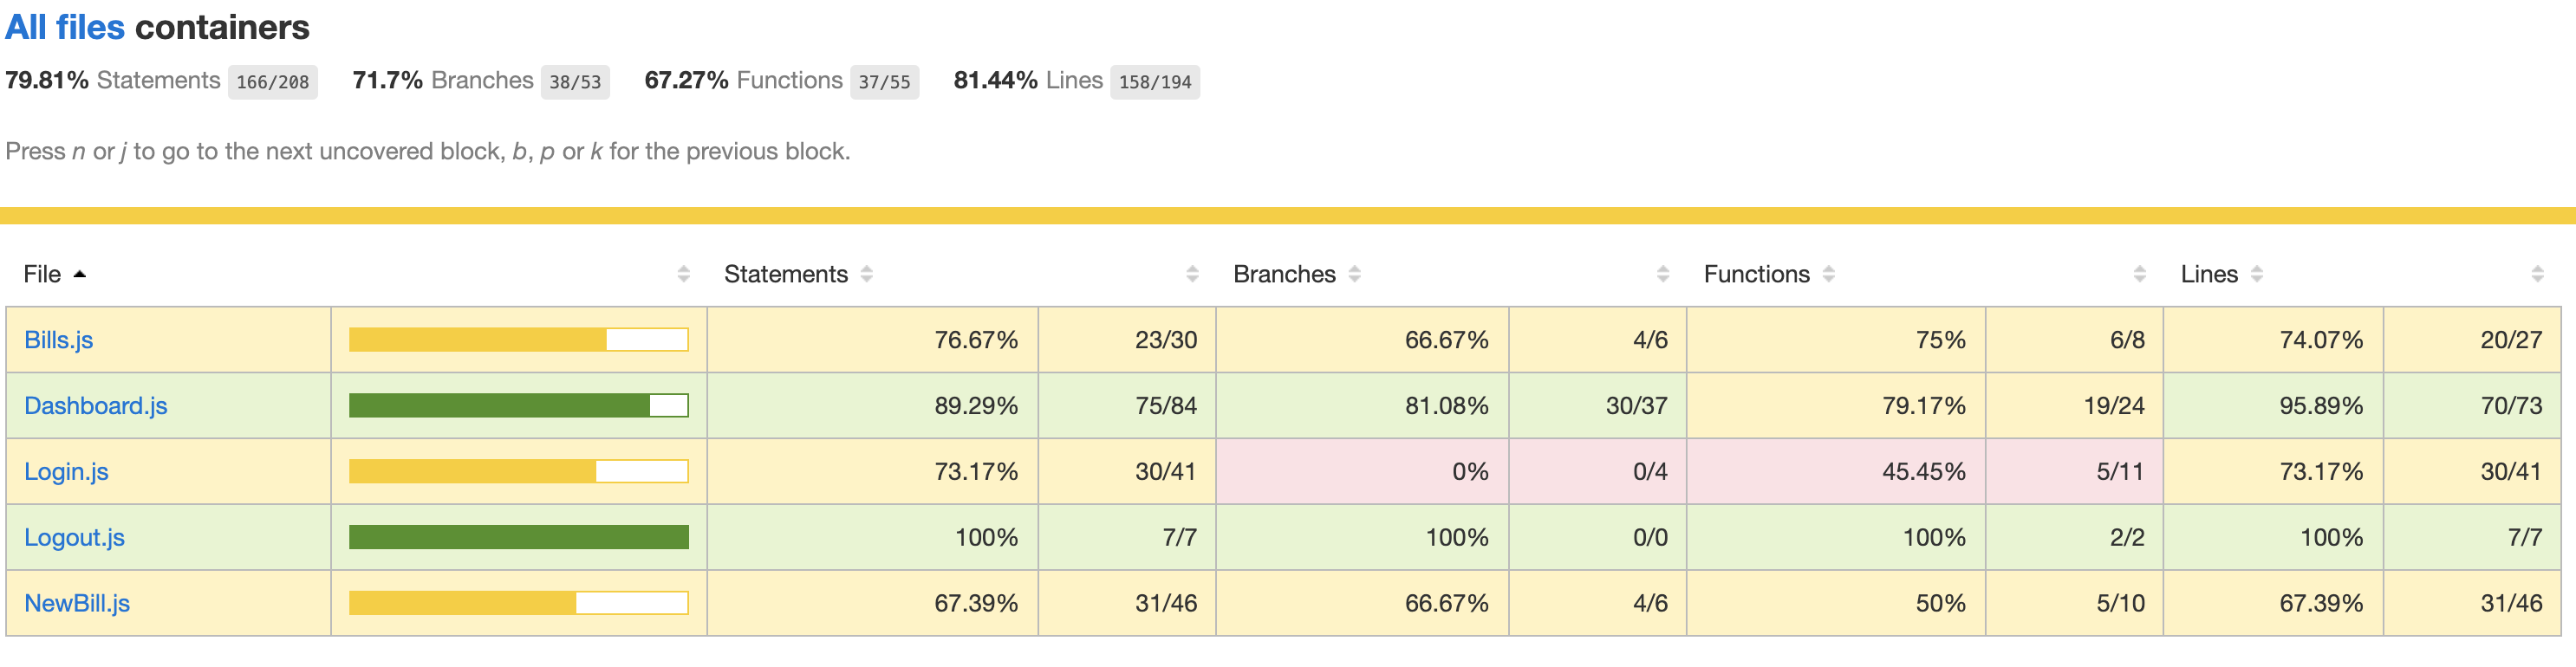 All files containers
79.81% Statements 166/208 71.7% Branches 38/53 67.27% Functions 37/55 81.44% Lines 158/194
Press n or j to go to the next uncovered block, b, p or k for the previous block.
File Statements Branches Functions Lines
Bills.js 76.67% 23/30 66.67% 4/6 75% 6/8 74.07% 20/27
Dashboard.js 89.29% 75/84 81.08% 30/37 79.17% 19/24 95.89% 70/73
Login.js 73.17% 30/41 0% 0/4 45.45% 5/11 73.17% 30/41
Logout.js 100% 7/7 100% 0/0 100% 2/2 100% 7/7
NewBill.js 67.39% 31/46 66.67% 4/6 50% 5/10 67.39% 31/46